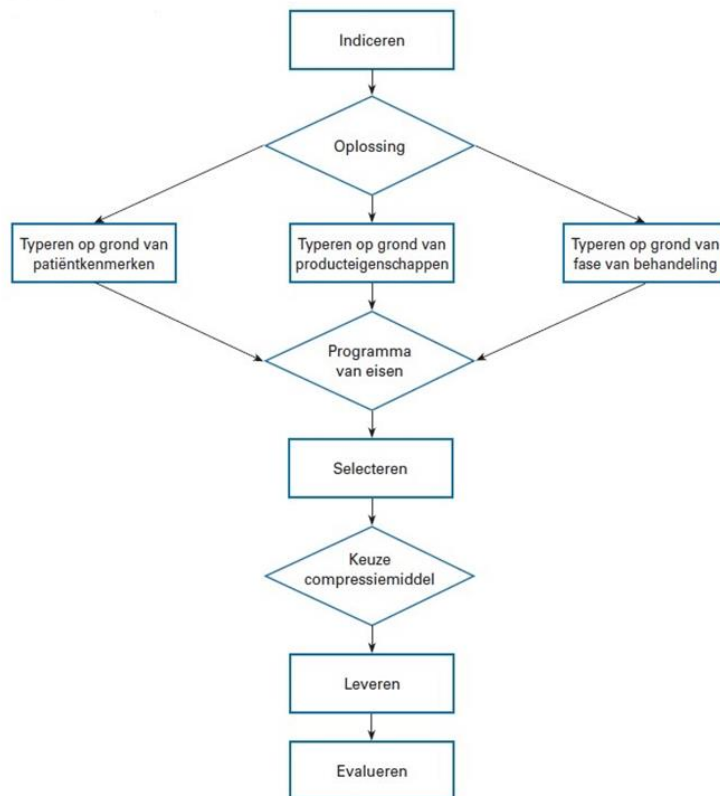 Indiceren
Oplossing
Typeren op grond van
patiëntkenmerken
Typeren op grond van
producteigenschappen
Typeren op grond van
fase van behandeling
Programma
van eisen
Selecteren
Keuze
compressiemiddel
Leveren
Evalueren